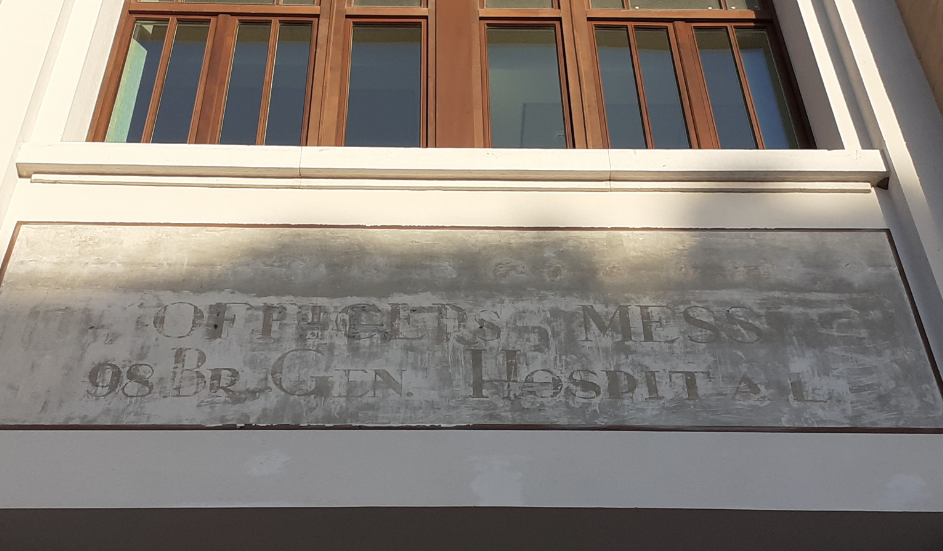 OFFICERS MESS
98 BR. GEN. HOSPITAL